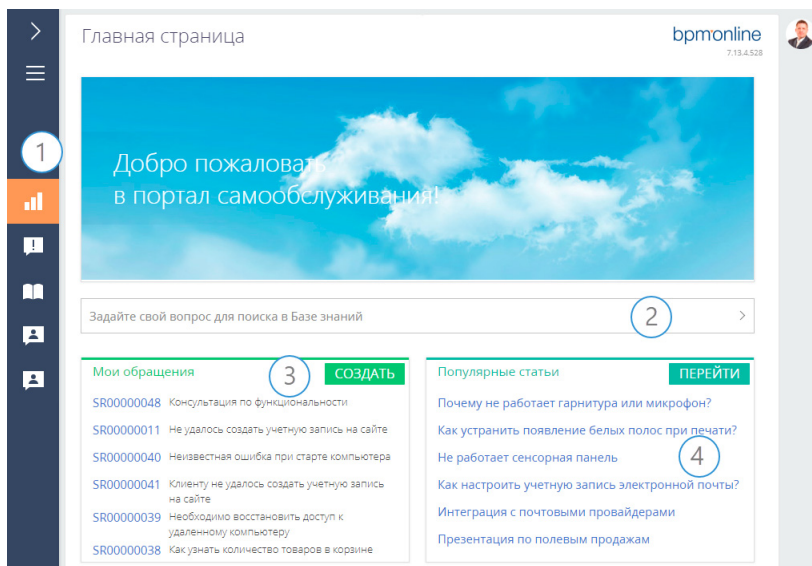 Главная страница
bpm'online
7.13.4.528
1
Добро пожаловать
в портал самообслуживания!
Задайте свой вопрос для поиска в Базе знаний
2
Мои обращения
3
СОЗДАТЬ
SR00000048 Консультация по функциональности
SR00000011 Не удалось создать учетную запись на сайте
SR00000040 Неизвестная ошибка при старте компьютера
SR00000041 Клиенту не удалось создать учетную запись
на сайте
SR00000039 Необходимо восстановить доступ к
удаленному компьютеру
SR00000038 Как узнать количество товаров в корзине
Популярные статьи
ПЕРЕЙТИ
Почему не работает гарнитура или микрофон?
Как устранить появление белых полос при печати?
Не работает сенсорная панель
4
Как настроить учетную запись электронной почты?
Интеграция с почтовыми провайдерами
Презентация по полевым продажам